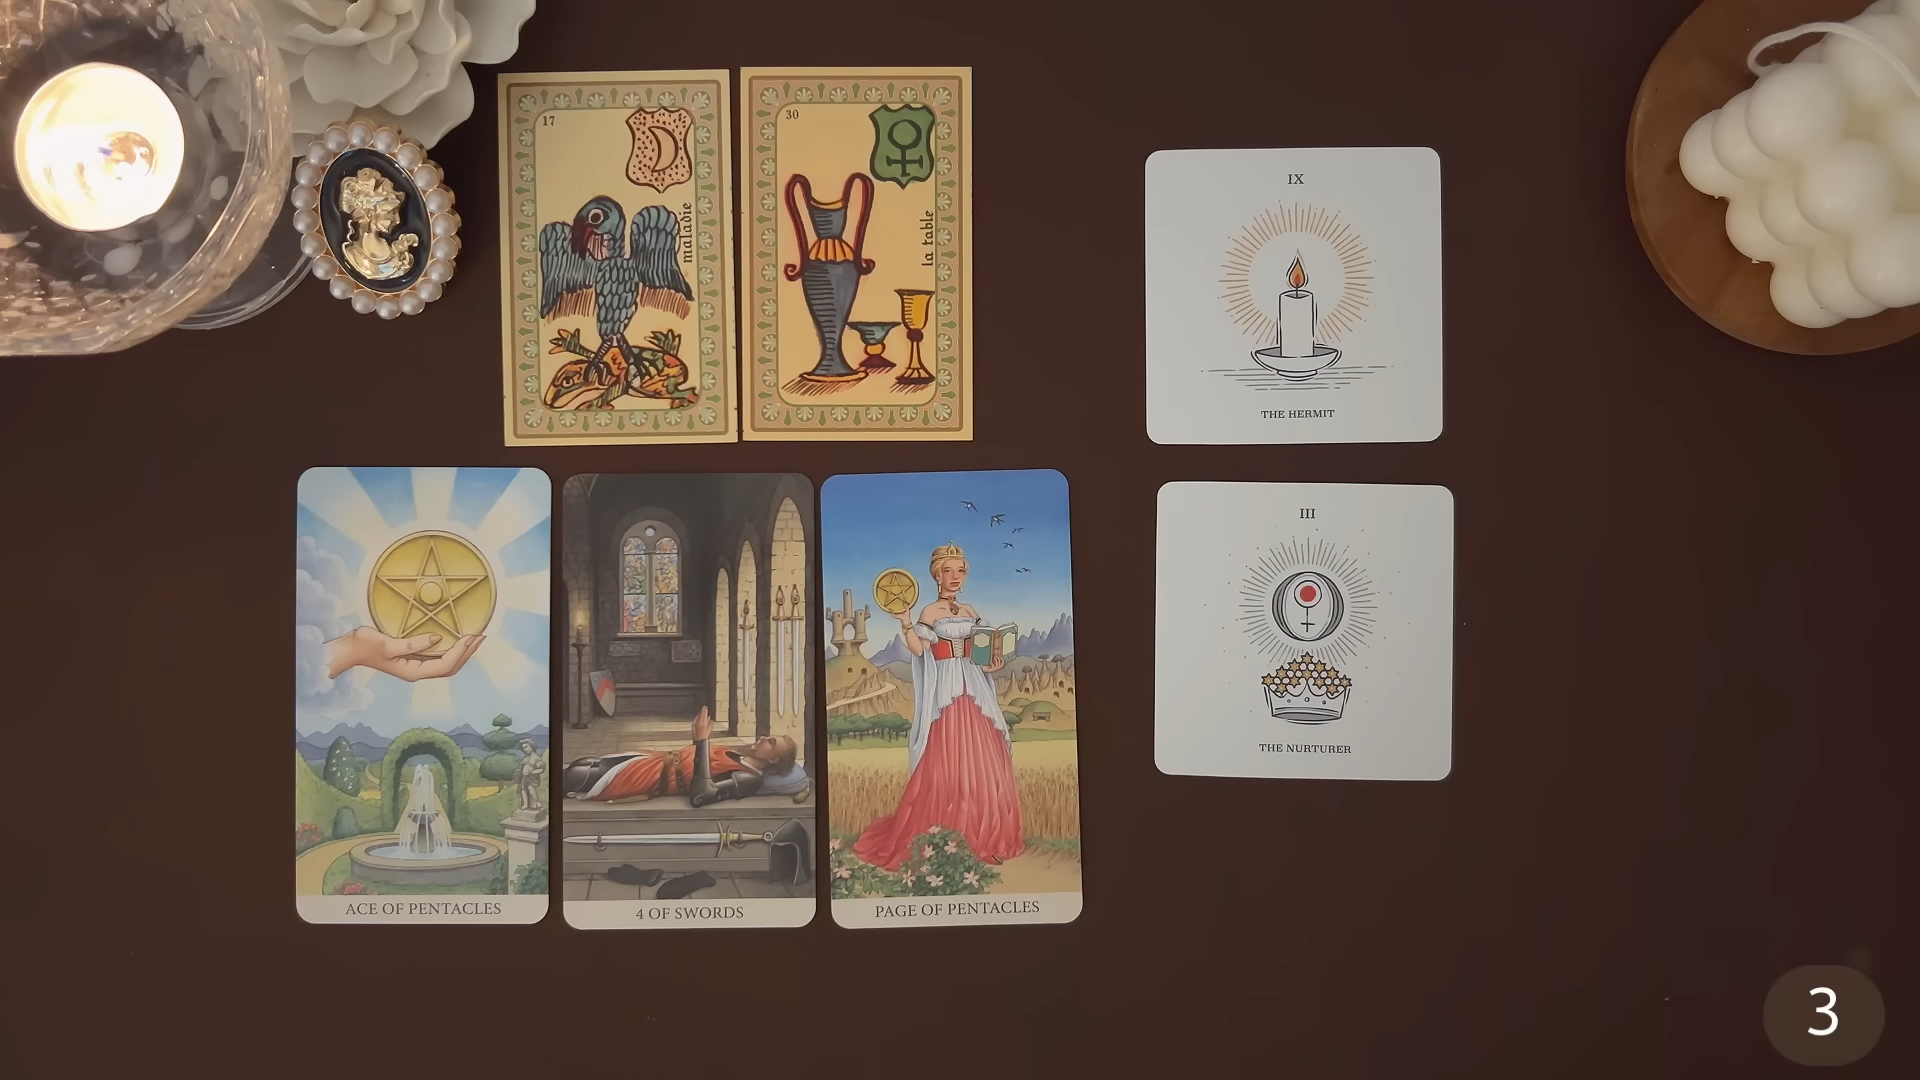 17
maladie
30
la table
IX
THE HERMIT
ACE OF PENTACLES
4 OF SWORDS
PAGE OF PENTACLES
III
THE NURTURER
3